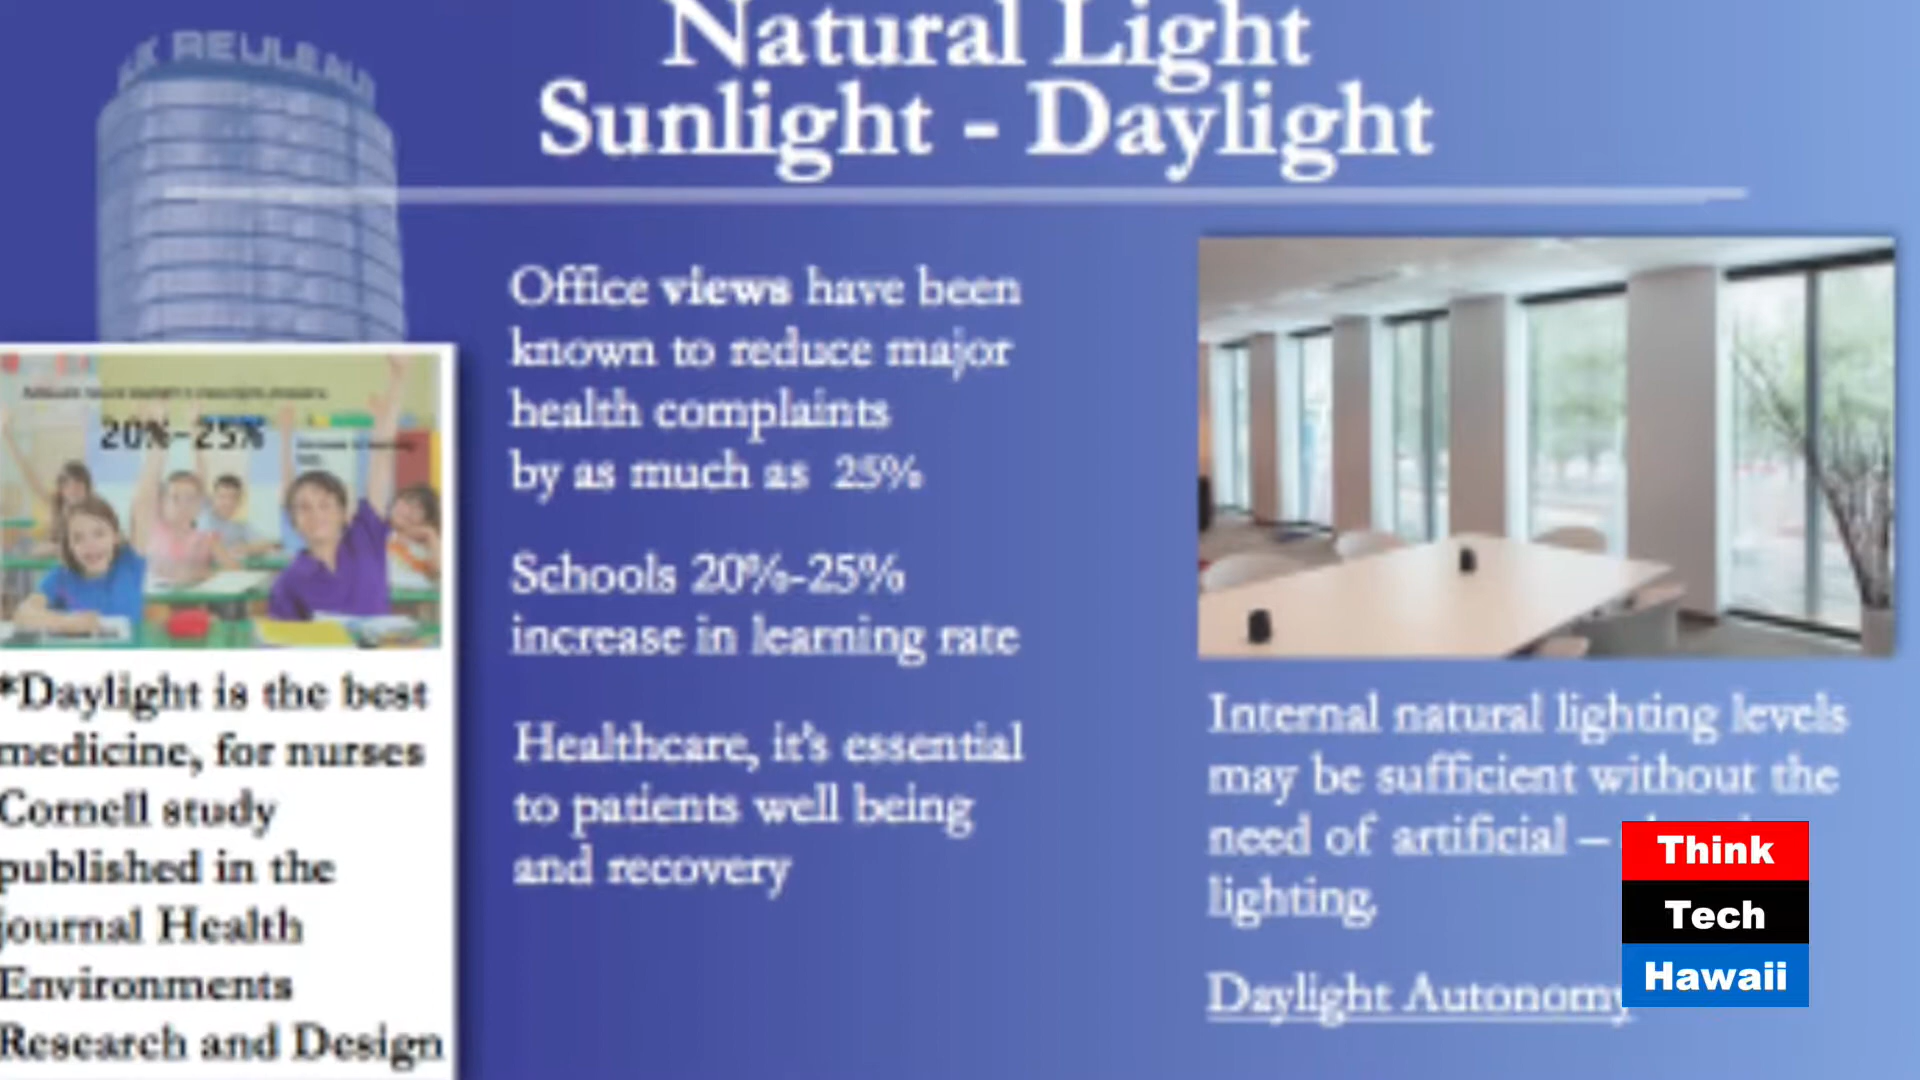 Natural Light
Sunlight - Daylight
Office views have been
known to reduce major
health complaints
by as much as 25%
Schools 20%-25%
increase in learning rate
Healthcare, it's essential
to patients well being
and recovery
20%-25%
*Daylight is the best
medicine, for nurses
Cornell study
published in the
journal Health
Environments
Research and Design
Internal natural lighting levels
may be sufficient without the
need of artificial –
lighting.
Daylight Autonomy
Think
Tech
Hawaii